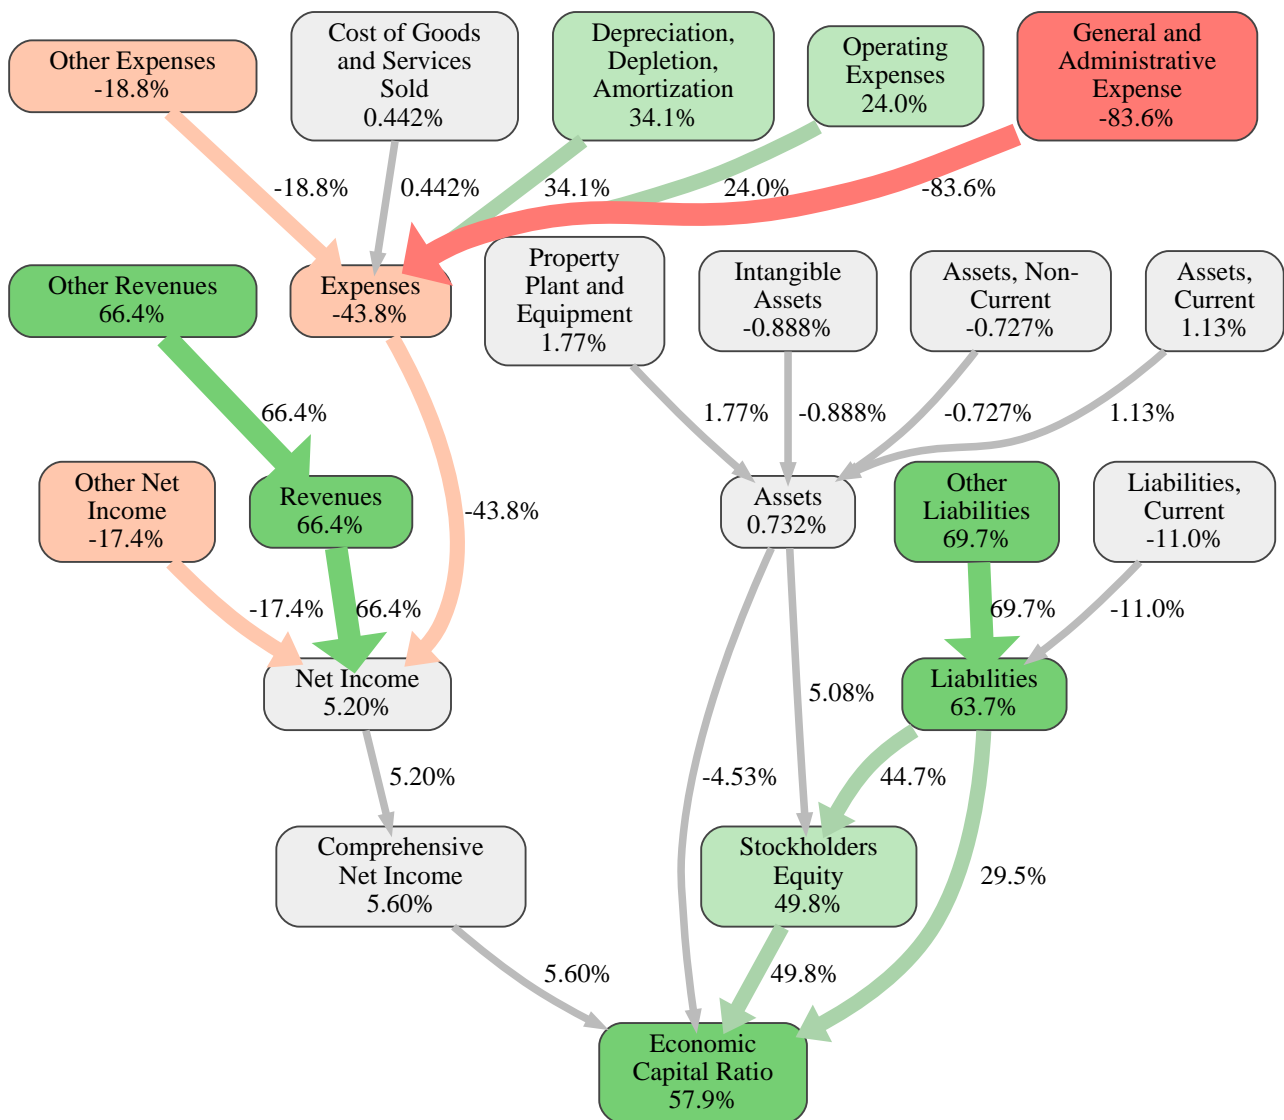 Other Expenses
-18.8%
Cost of Goods
and Services
Sold
0.442%
Depreciation,
Depletion,
Amortization
34.1%
Operating
Expenses
24.0%
General and
Administrative
Expense
-83.6%
-18.8%
0.442%
34.1%
24.0%
-83.6%
Other Revenues
66.4%
Expenses
-43.8%
Property
Plant and
Equipment
1.77%
Intangible
Assets
-0.888%
Assets, Non-
Current
-0.727%
Assets,
Current
1.13%
66.4%
1.77%
-0.888%
-0.727%
1.13%
Other Net
Income
-17.4%
Revenues
66.4%
-43.8%
Assets
0.732%
Other
Liabilities
69.7%
Liabilities,
Current
-11.0%
-17.4%
66.4%
69.7%
-11.0%
Net Income
5.20%
5.08%
Liabilities
63.7%
5.20%
-4.53%
44.7%
Comprehensive
Net Income
5.60%
Stockholders
Equity
49.8%
29.5%
5.60%
49.8%
Economic
Capital Ratio
57.9%